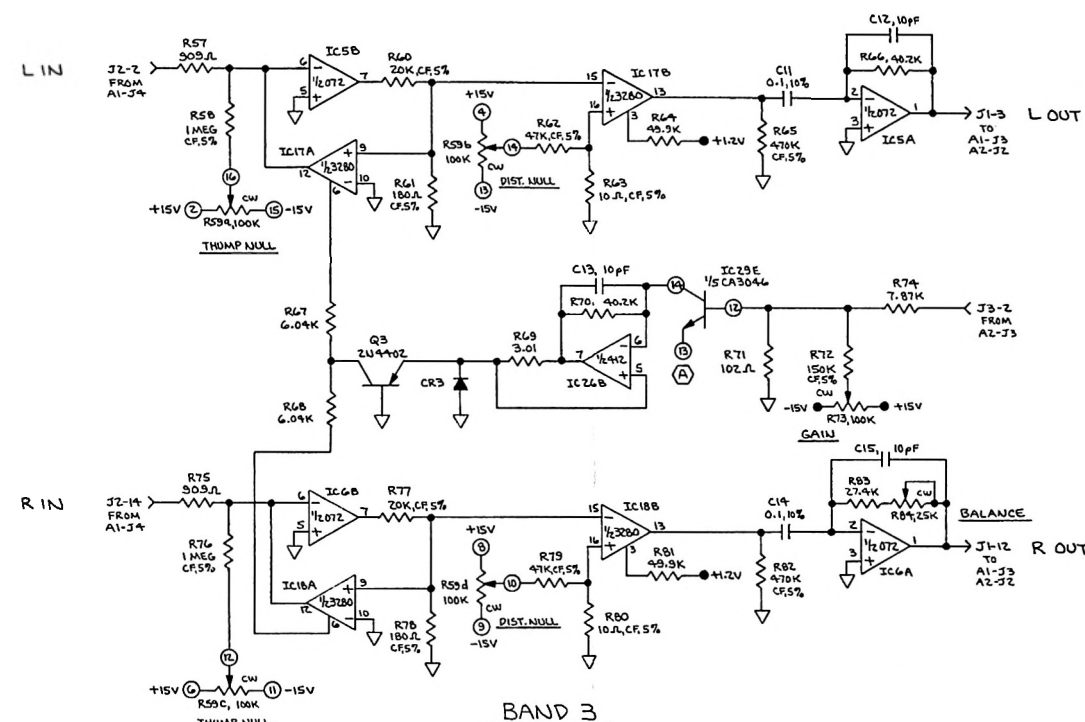 L IN
J2-2
FROM
A1-J4
R57
909Ω
R58
1 MEG
CF,5%
16
CW
+15V 2
15 -15V
R59a, 100K
THUMP NULL
IC5B
6
5
1/2 072
7
R60
20K, CF, 5%
IC17A
12
1/2 3280
9
10
6
R61
180Ω
CF,5%
+15V
4
R59b
100K
14
CW
13
-15V
DIST. NULL
R62
47K, CF, 5%
R63
10Ω, CF, 5%
IC17B
15
16
1/2 3280
13
3
R64
49.9K
+1.2V
C11
0.1, 10%
R65
470K
CF,5%
C12, 10pF
R66, 40.2K
2
3
1/2 072
1
IC5A
J1-3
TO
A1-J3
A2-J2
L OUT
R67
6.04K
R68
6.04K
Q3
2N4402
CR3
R69
3.01
C13, 10pF
R70, 40.2K
7
1/2 412
6
5
IC26B
IC29E
1/5 CA3046
14
12
13
A
R71
102Ω
R72
150K
CF,5%
CW
-15V
+15V
R73, 100K
GAIN
R74
7.87K
J3-2
FROM
A2-J3
R IN
J2-14
FROM
A1-J4
R75
909Ω
R76
1 MEG
CF,5%
12
CW
+15V 6
11 -15V
R59C, 100K
THUMP NULL
IC6B
6
5
1/2 072
7
R77
20K, CF, 5%
IC18A
12
1/2 3280
9
10
6
R78
180Ω
CF,5%
+15V
8
R59d
100K
10
CW
9
-15V
DIST. NULL
R79
47K, CF, 5%
R80
10Ω, CF, 5%
IC18B
15
16
1/2 3280
13
3
R81
49.9K
+1.2V
C14
0.1, 10%
R82
470K
CF,5%
C15, 10pF
R83
27.4K
CW
R84, 25K
BALANCE
2
3
1/2 072
1
IC6A
J1-12
TO
A1-J3
A2-J2
R OUT
BAND 3